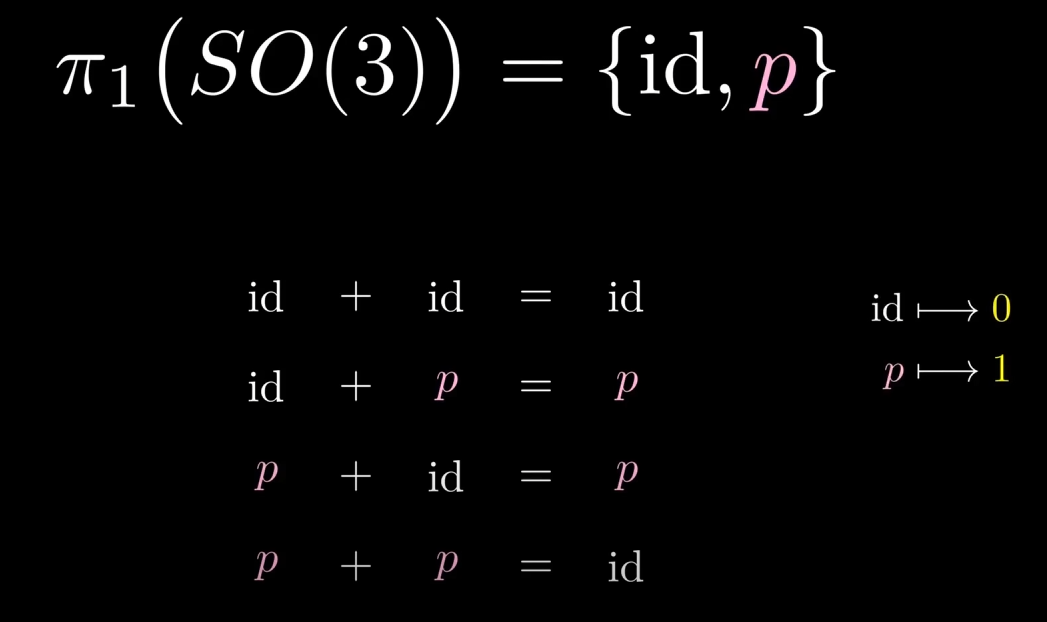 π₁(SO(3)) = {id, p}
id + id = id
id ⟼ 0
id + p = p
p ⟼ 1
p + id = p
p + p = id